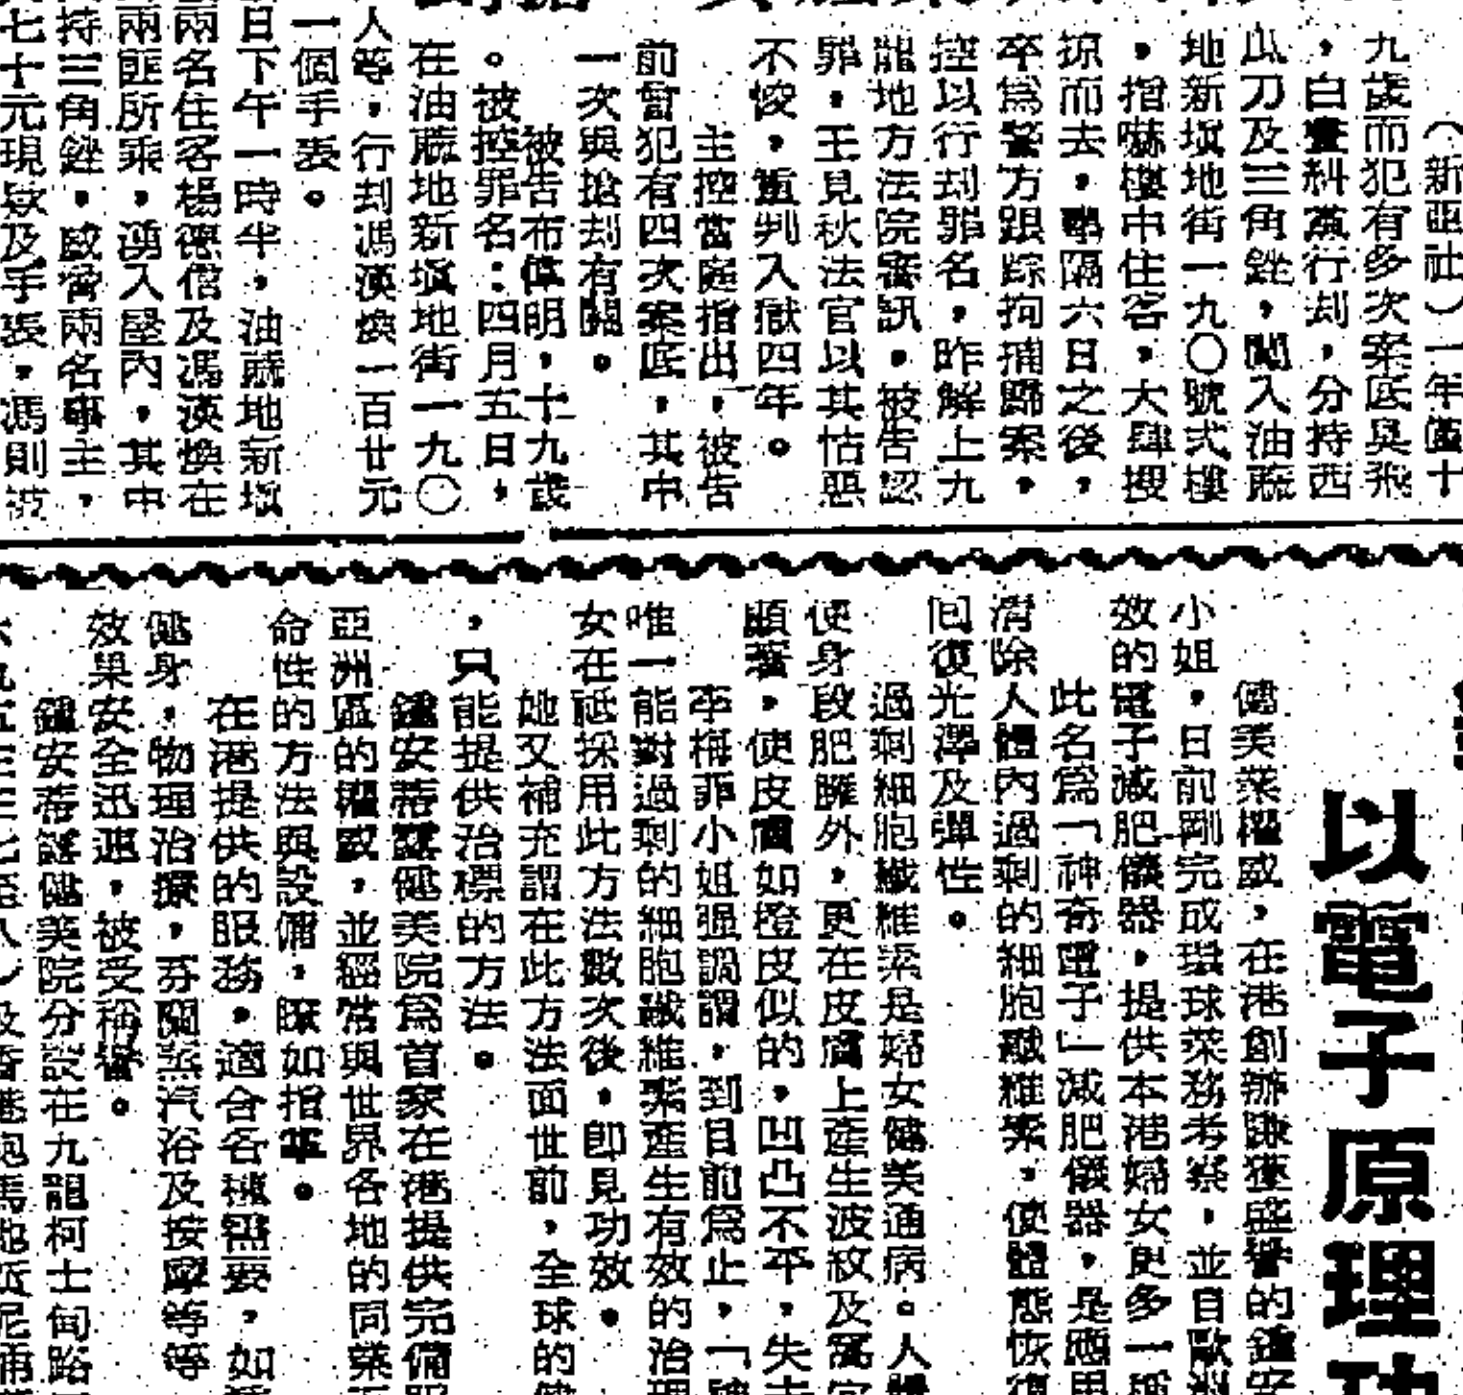 （新亞社）一年僅十
九歲而犯有多次案底臭飛
，白晝糾黨行刦，分持西
瓜刀及三角銼，闖入油蔴
地新塡地街一九〇號弍樓
，指嚇樓中住客，大肆搜
掠而去，事隔六日之後，
卒爲警方跟踪拘捕歸案，
控以行刦罪名，昨解上九
龍地方法院審訊，被告認
罪，王見秋法官以其怙惡
不悛，重判入獄四年。
主控當庭指出，被告
前曾犯有四次案底，其中
一次與搶刦有關。
被告布偉明，十九歲
。被控罪名：四月五日，
在油蔴地新塡地街一九〇
人等，行刦馮漢煥一百廿元
一個手表。
日下午一時半，油蔴地新塡
兩名住客楊德僧及馮漢煥在
兩匪所乘，湧入屋內，其中
持三角銼，威脅兩名事主，
七十元現欵及手表，馮則被
以電子原理
健美業權威，在港創辦陳獲盛譽的鐘安
小姐，日前剛完成環球業務考察，並自歐洲
效的電子減肥儀器，提供本港婦女更多一種
此名爲「神奇電子」減肥儀器，是應用
清除人體內過剩的細胞纖維素，使體態恢復
回復光澤及彈性。
過剩細胞纖維素是婦女健美通病。人體
使身段肥臃外，更在皮膚上產生波紋及窩
顯著，使皮膚如橙皮似的，凹凸不平，失去
李梅菲小姐強調謂，到目前爲止，「
唯一能對過剩的細胞纖維素產生有效的治理
女在祗採用此方法數次後，即見功效。
她又補充謂在此方法面世前，全球的健
，只能提供治標的方法。
鐘安蒂露健美院爲首家在港提供完備服
亞洲區的權威，並經常與世界各地的同業
命性的方法與設備，瞭如指掌。
在港提供的服務，適合各種需要，如
健身，物理治療，芬蘭蒸汽浴及按摩等等
效果安全迅速，被受稱譽。
鐘安蒂露健美院分設在九龍柯士甸路